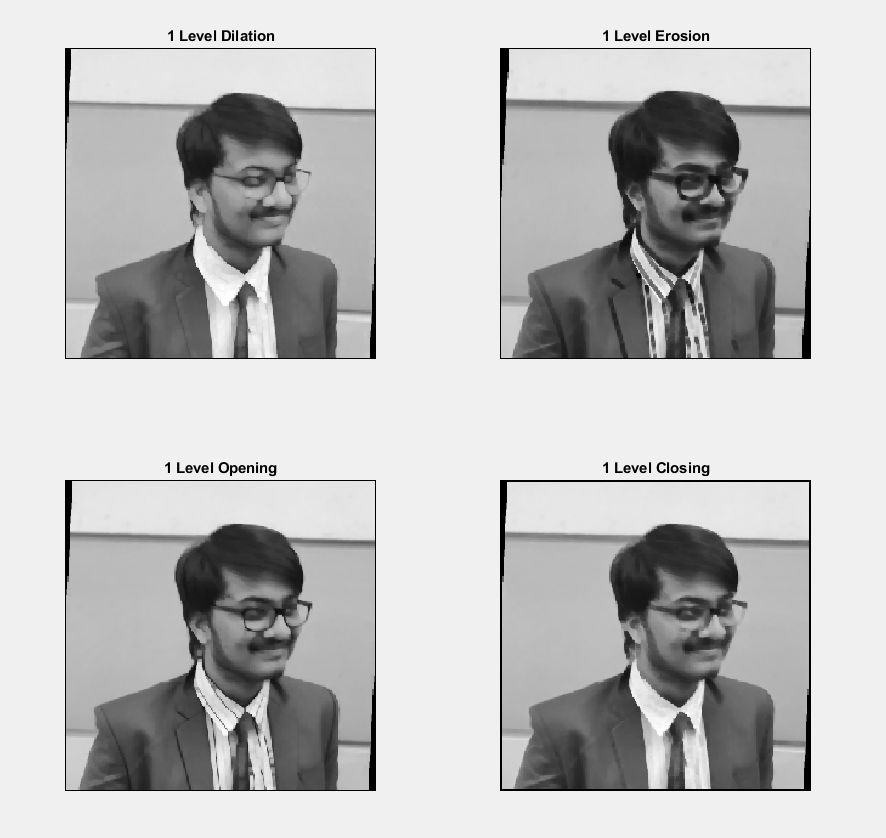 1 Level Dilation
1 Level Erosion
1 Level Opening
1 Level Closing